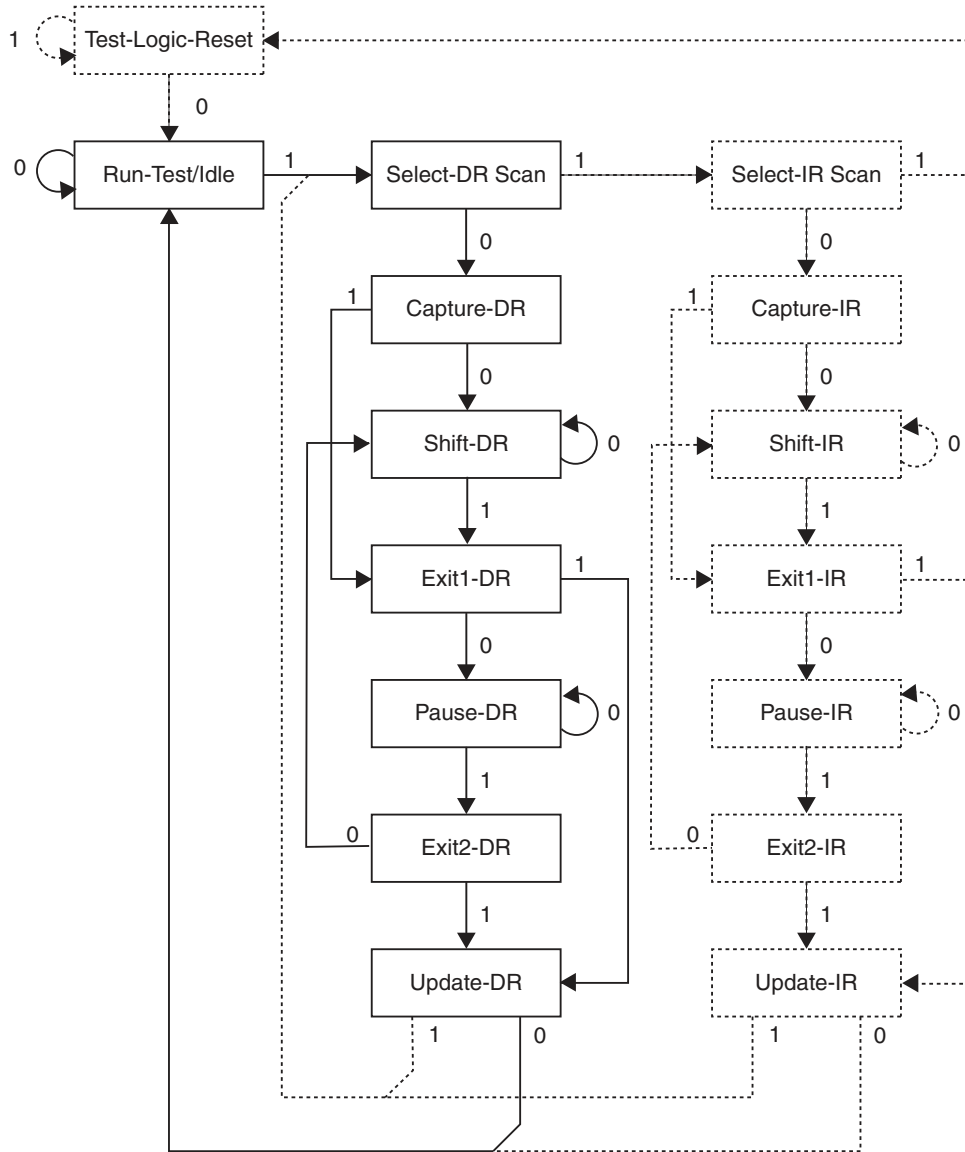 Test-Logic-Reset
1
0
Run-Test/Idle
0
1
Select-DR Scan
1
Select-IR Scan
1
0
0
Capture-DR
1
Capture-IR
1
0
0
Shift-DR
0
Shift-IR
0
1
1
Exit1-DR
1
Exit1-IR
1
0
0
Pause-DR
0
Pause-IR
0
1
1
Exit2-DR
0
Exit2-IR
0
1
1
Update-DR
Update-IR
1
0
1
0